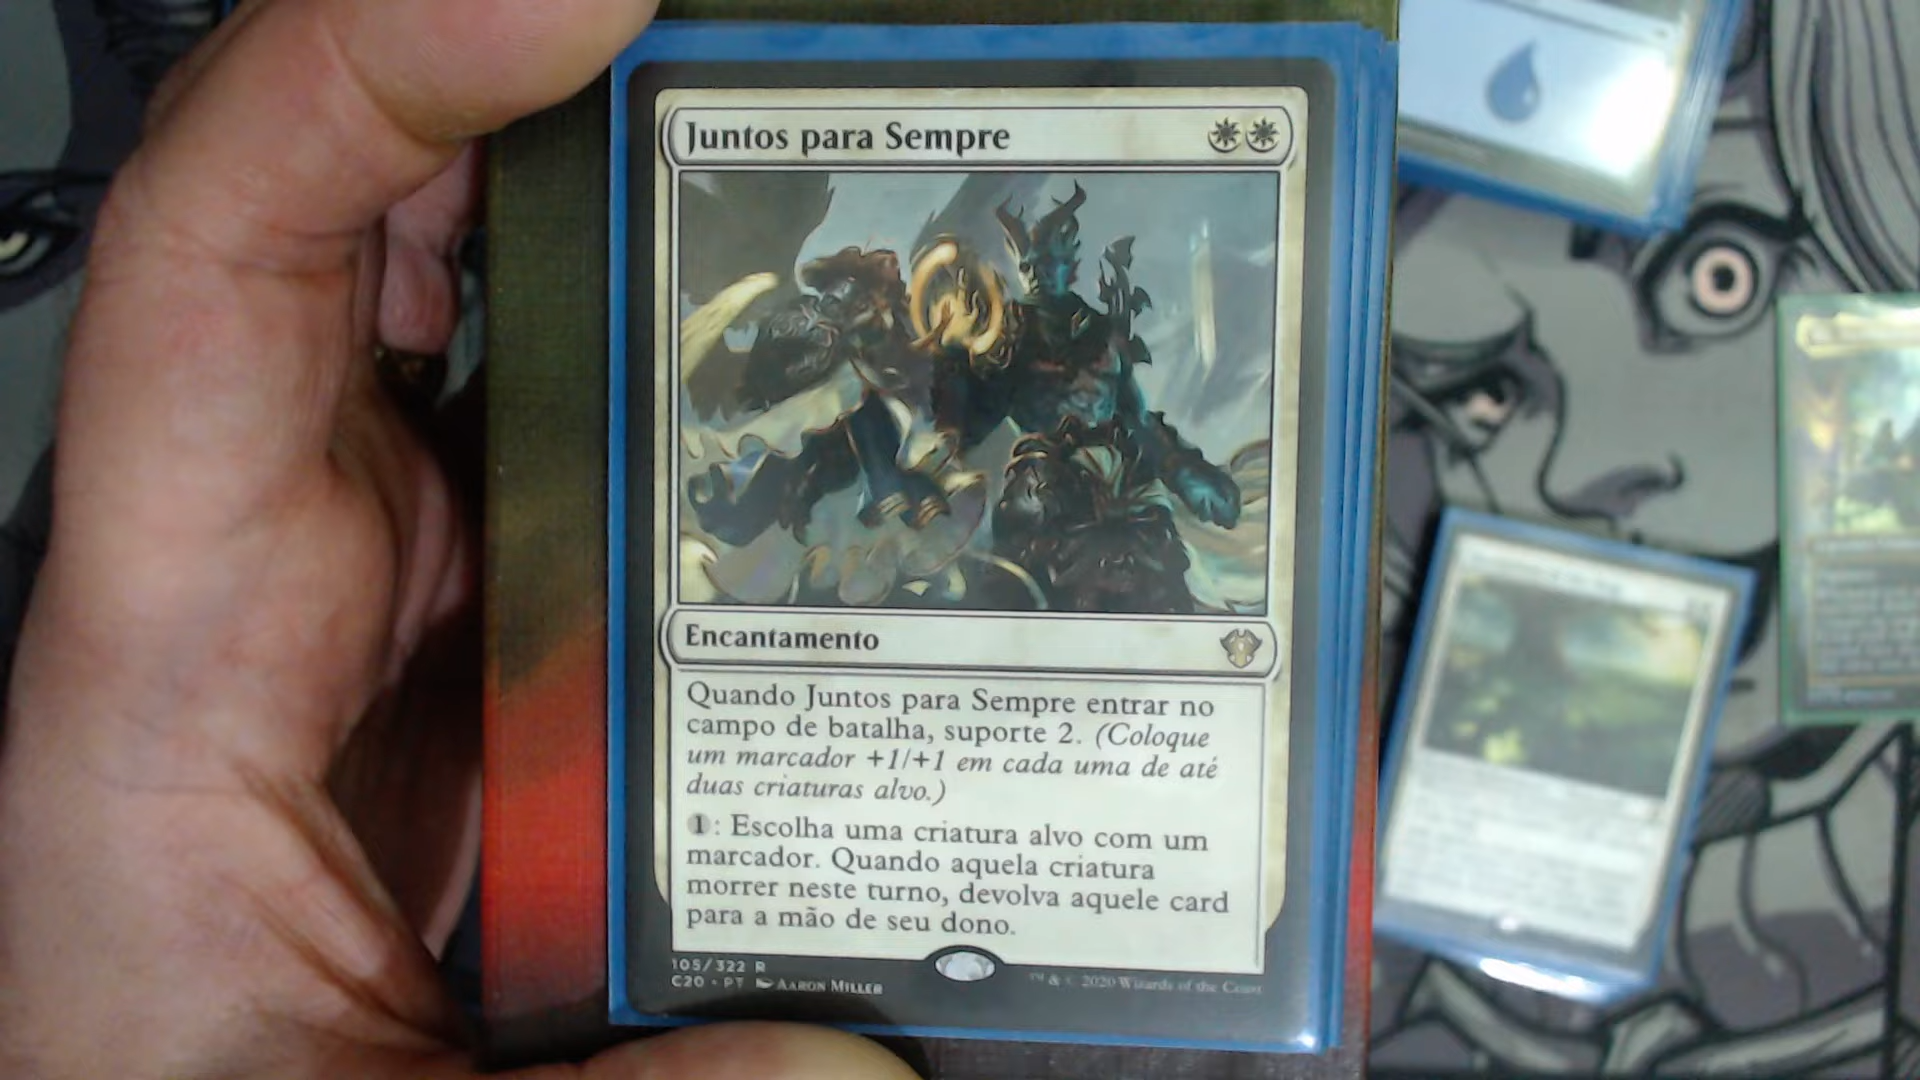 Juntos para Sempre
Encantamento
Quando Juntos para Sempre entrar no
campo de batalha, suporte 2. (Coloque
um marcador +1/+1 em cada uma de até
duas criaturas alvo.)
1: Escolha uma criatura alvo com um
marcador. Quando aquela criatura
morrer neste turno, devolva aquele card
para a mão de seu dono.
105/322 R
C20 • PT Aaron Miller
™ & © 2020 Wizards of the Coast